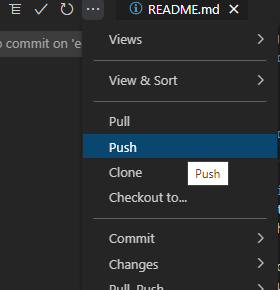 README.md
o commit on 'e
Views
View & Sort
Pull
Push
Clone
Push
Checkout to...
Commit
Changes
Pull, Push